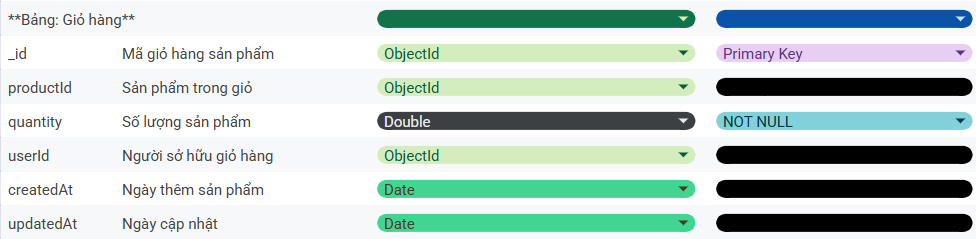 **Bảng: Giỏ hàng**
_id Mã giỏ hàng sản phẩm ObjectId Primary Key
productId Sản phẩm trong giỏ ObjectId
quantity Số lượng sản phẩm Double NOT NULL
userId Người sở hữu giỏ hàng ObjectId
createdAt Ngày thêm sản phẩm Date
updatedAt Ngày cập nhật Date